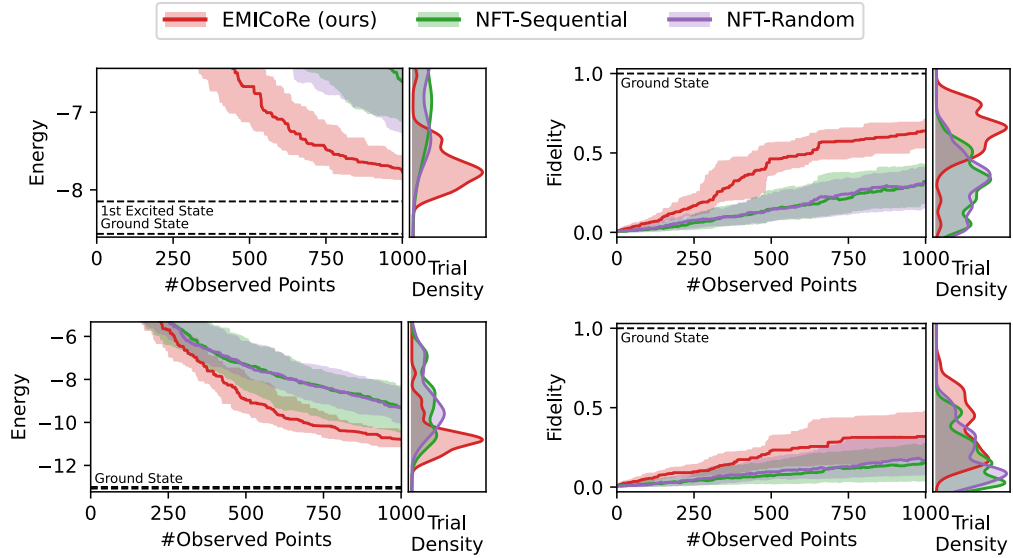 EMICoRe (ours) NFT-Sequential NFT-Random
Energy
−7
−8
1st Excited State
Ground State
0 250 500 750 1000
#Observed Points
Trial
Density
Fidelity
1.0
0.5
0.0
Ground State
0 250 500 750 1000
#Observed Points
Trial
Density
Energy
−6
−8
−10
−12
Ground State
0 250 500 750 1000
#Observed Points
Trial
Density
Fidelity
1.0
0.5
0.0
Ground State
0 250 500 750 1000
#Observed Points
Trial
Density